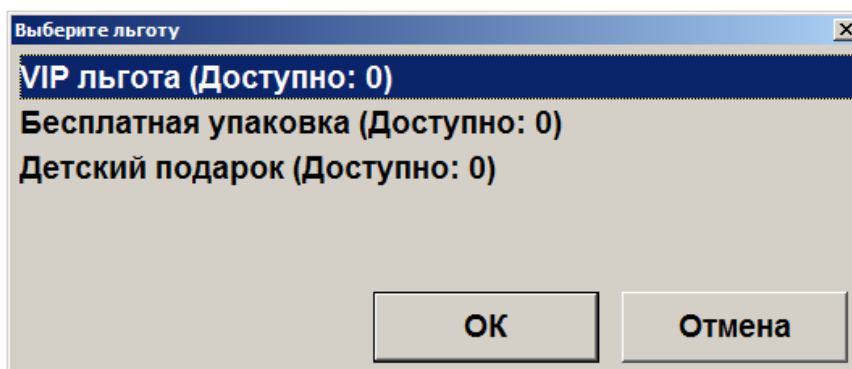 Выберите льготу
VIP льгота (Доступно: 0)
Бесплатная упаковка (Доступно: 0)
Детский подарок (Доступно: 0)
ОК
Отмена